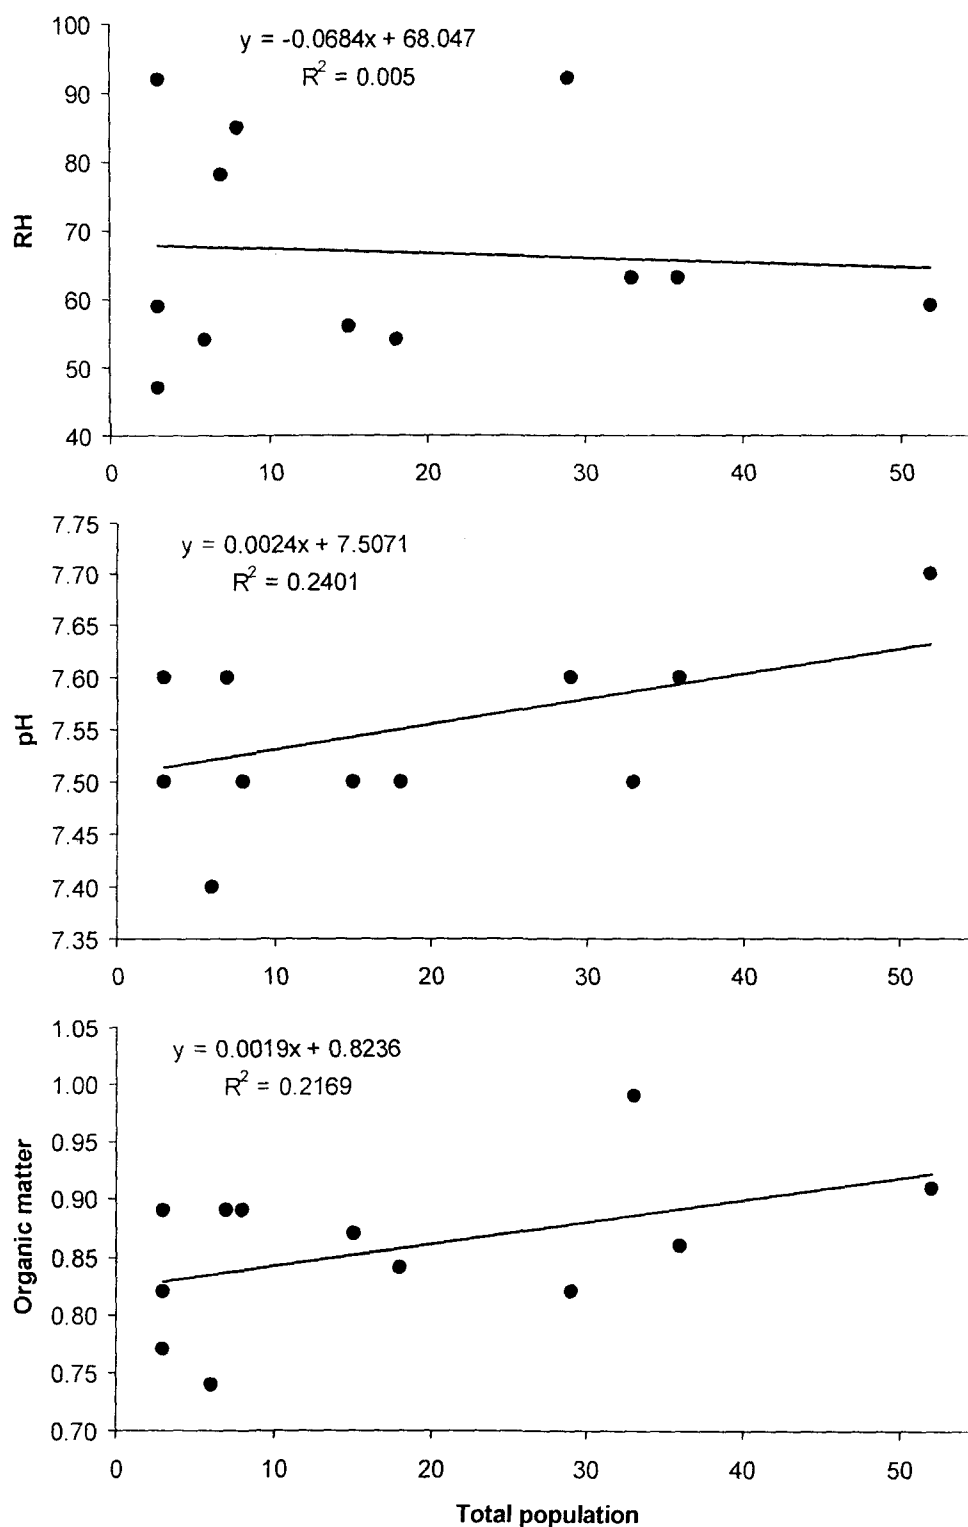 100
y = -0.0684x + 68.047
R² = 0.005
90
80
70
RH
60
50
40
0 10 20 30 40 50
7.75
y = 0.0024x + 7.5071
7.70
R² = 0.2401
7.65
7.60
pH
7.55
7.50
7.45
7.40
7.35
0 10 20 30 40 50
1.05
y = 0.0019x + 0.8236
1.00
R² = 0.2169
0.95
0.90
Organic matter
0.85
0.80
0.75
0.70
0 10 20 30 40 50
Total population